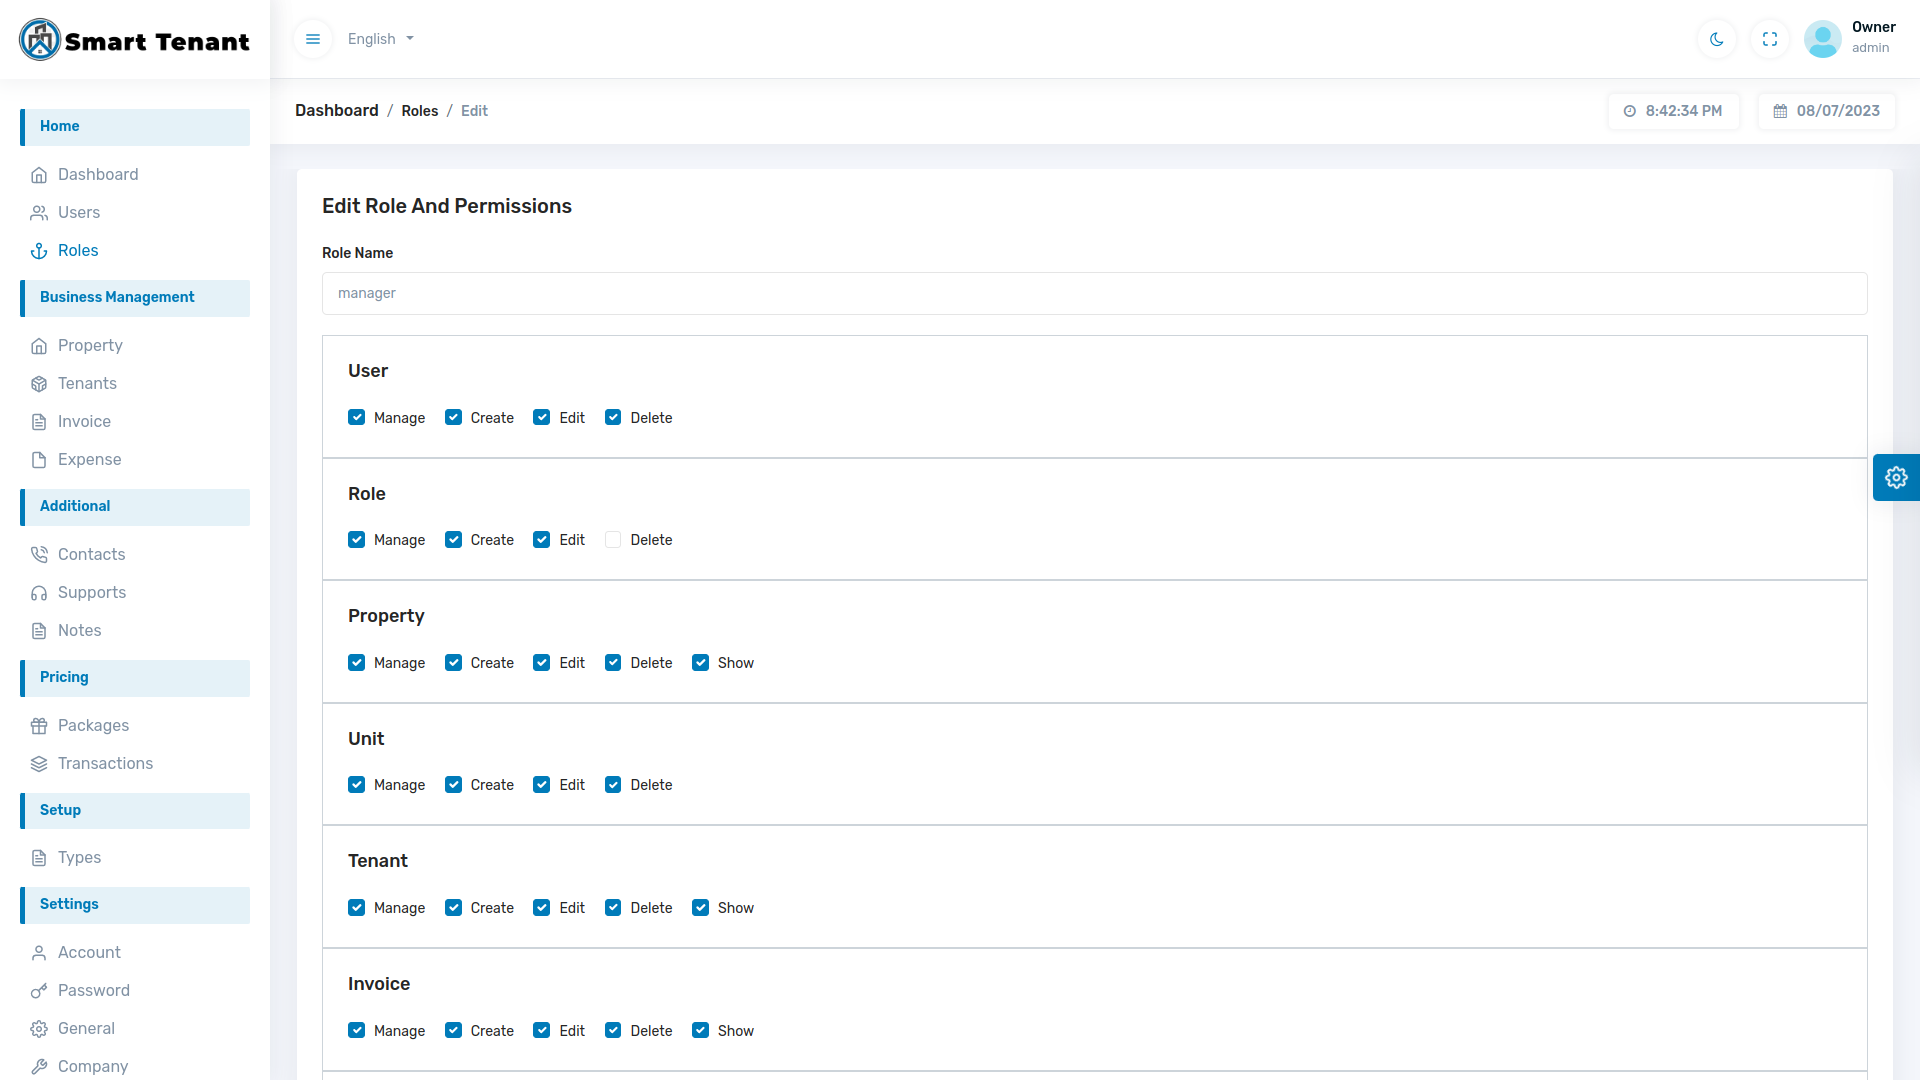 Smart Tenant
English
Owner
admin
Dashboard / Roles / Edit
8:42:34 PM
08/07/2023
Home
Dashboard
Users
Roles
Business Management
Property
Tenants
Invoice
Expense
Additional
Contacts
Supports
Notes
Pricing
Packages
Transactions
Setup
Types
Settings
Account
Password
General
Company
Edit Role And Permissions
Role Name
manager
User
Manage Create Edit Delete
Role
Manage Create Edit Delete
Property
Manage Create Edit Delete Show
Unit
Manage Create Edit Delete
Tenant
Manage Create Edit Delete Show
Invoice
Manage Create Edit Delete Show